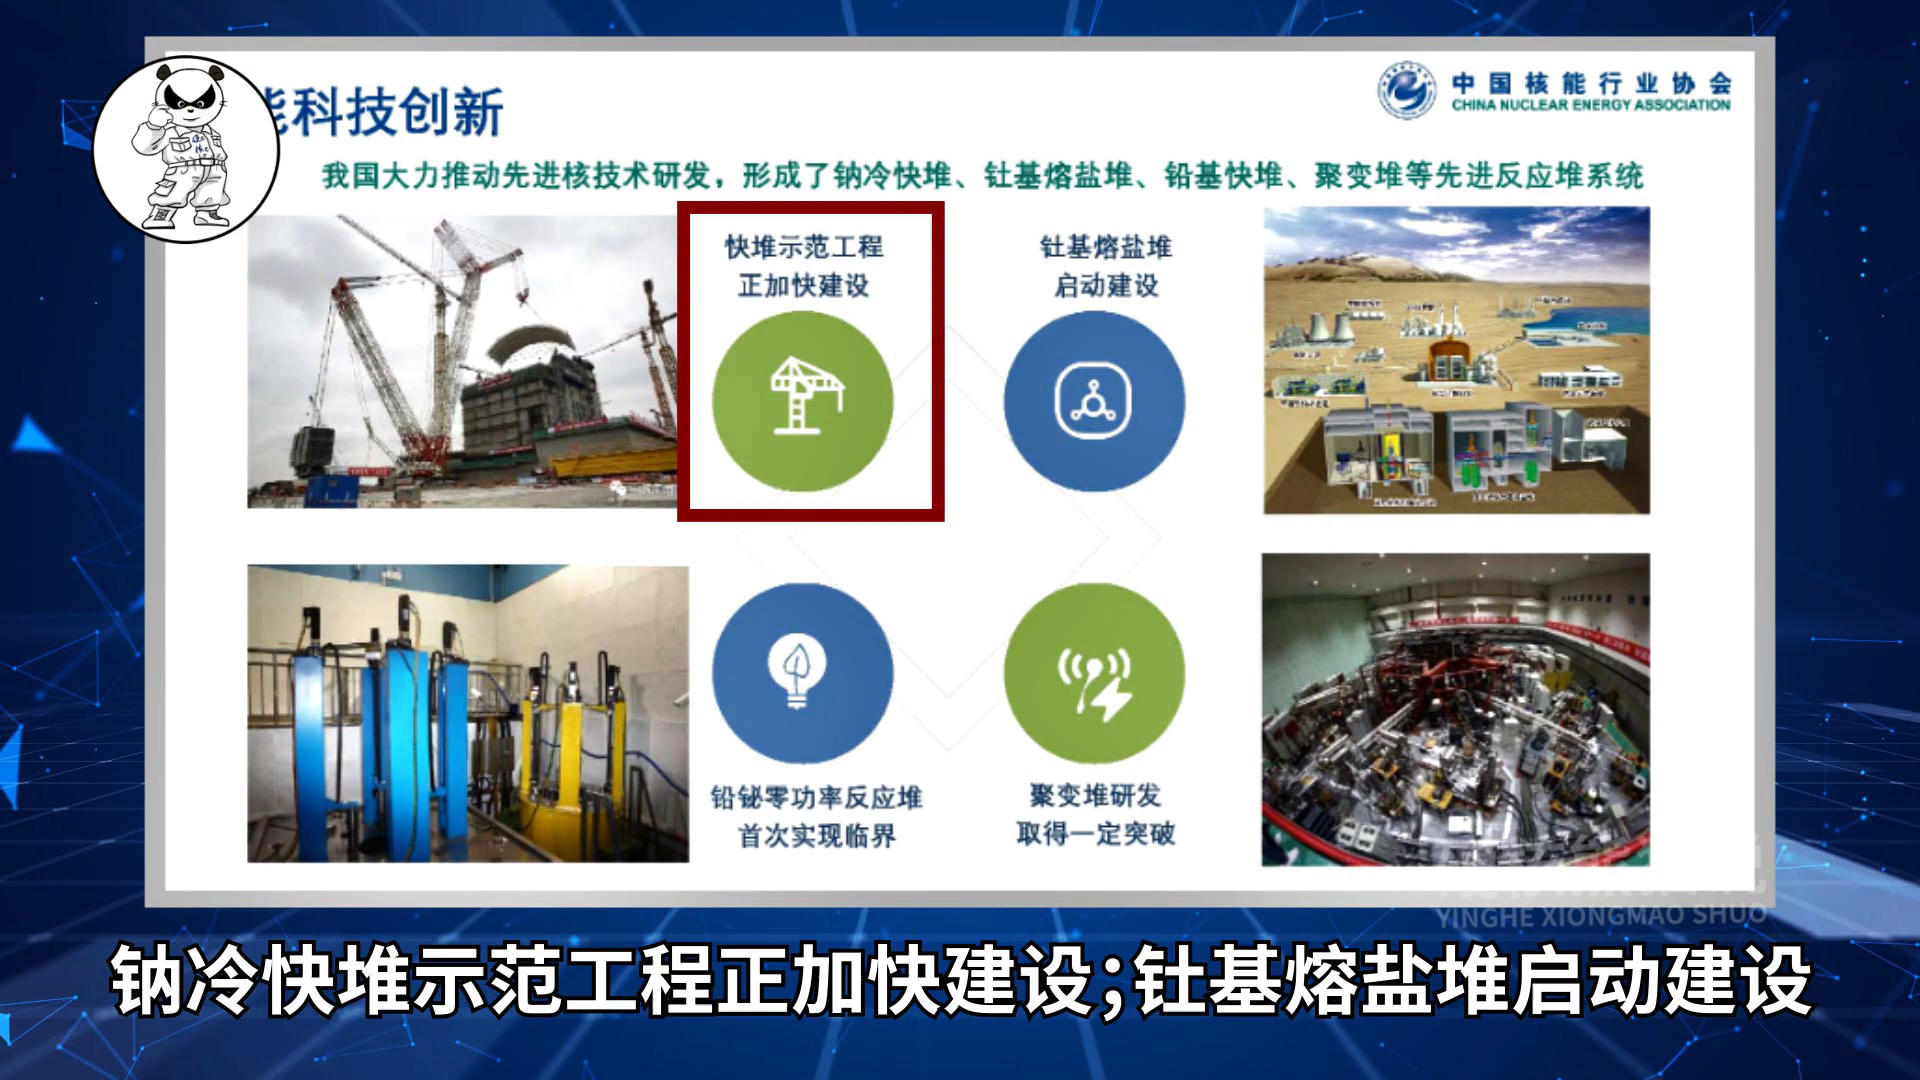 能科技创新
中国核能行业协会
CHINA NUCLEAR ENERGY ASSOCIATION
我国大力推动先进核技术研发，形成了钠冷快堆、钍基熔盐堆、铅基快堆、聚变堆等先进反应堆系统
快堆示范工程
正加快建设
钍基熔盐堆
启动建设
铅铋零功率反应堆
首次实现临界
聚变堆研发
取得一定突破
YINGHE XIONGMAO SHUO
钠冷快堆示范工程正加快建设;钍基熔盐堆启动建设